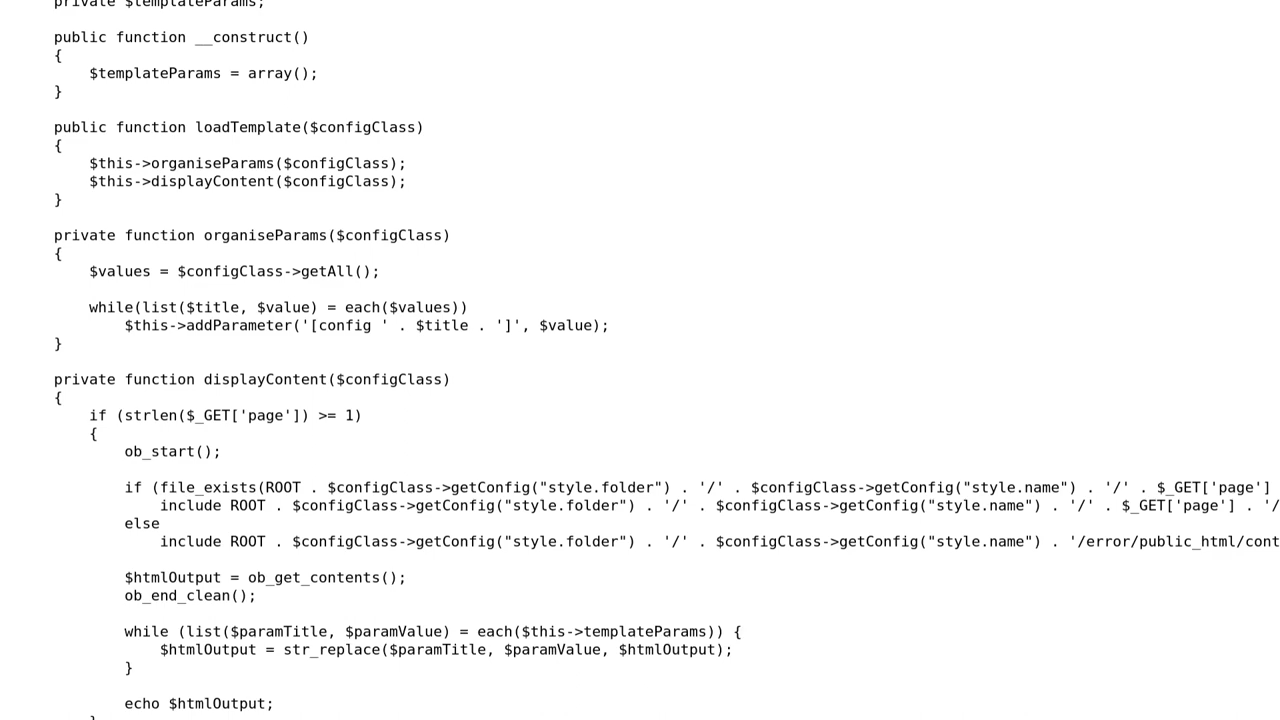 private $templateParams;
public function __construct()
{
$templateParams = array();
}
public function loadTemplate($configClass)
{
$this->organiseParams($configClass);
$this->displayContent($configClass);
}
private function organiseParams($configClass)
{
$values = $configClass->getAll();
while(list($title, $value) = each($values))
$this->addParameter('[config ' . $title . ']', $value);
}
private function displayContent($configClass)
{
if (strlen($_GET['page']) >= 1)
{
ob_start();
if (file_exists(ROOT . $configClass->getConfig("style.folder") . '/' . $configClass->getConfig("style.name") . '/' . $_GET['page'] .
include ROOT . $configClass->getConfig("style.folder") . '/' . $configClass->getConfig("style.name") . '/' . $_GET['page'] . '/
else
include ROOT . $configClass->getConfig("style.folder") . '/' . $configClass->getConfig("style.name") . '/error/public_html/cont
$htmlOutput = ob_get_contents();
ob_end_clean();
while (list($paramTitle, $paramValue) = each($this->templateParams)) {
$htmlOutput = str_replace($paramTitle, $paramValue, $htmlOutput);
}
echo $htmlOutput;
}